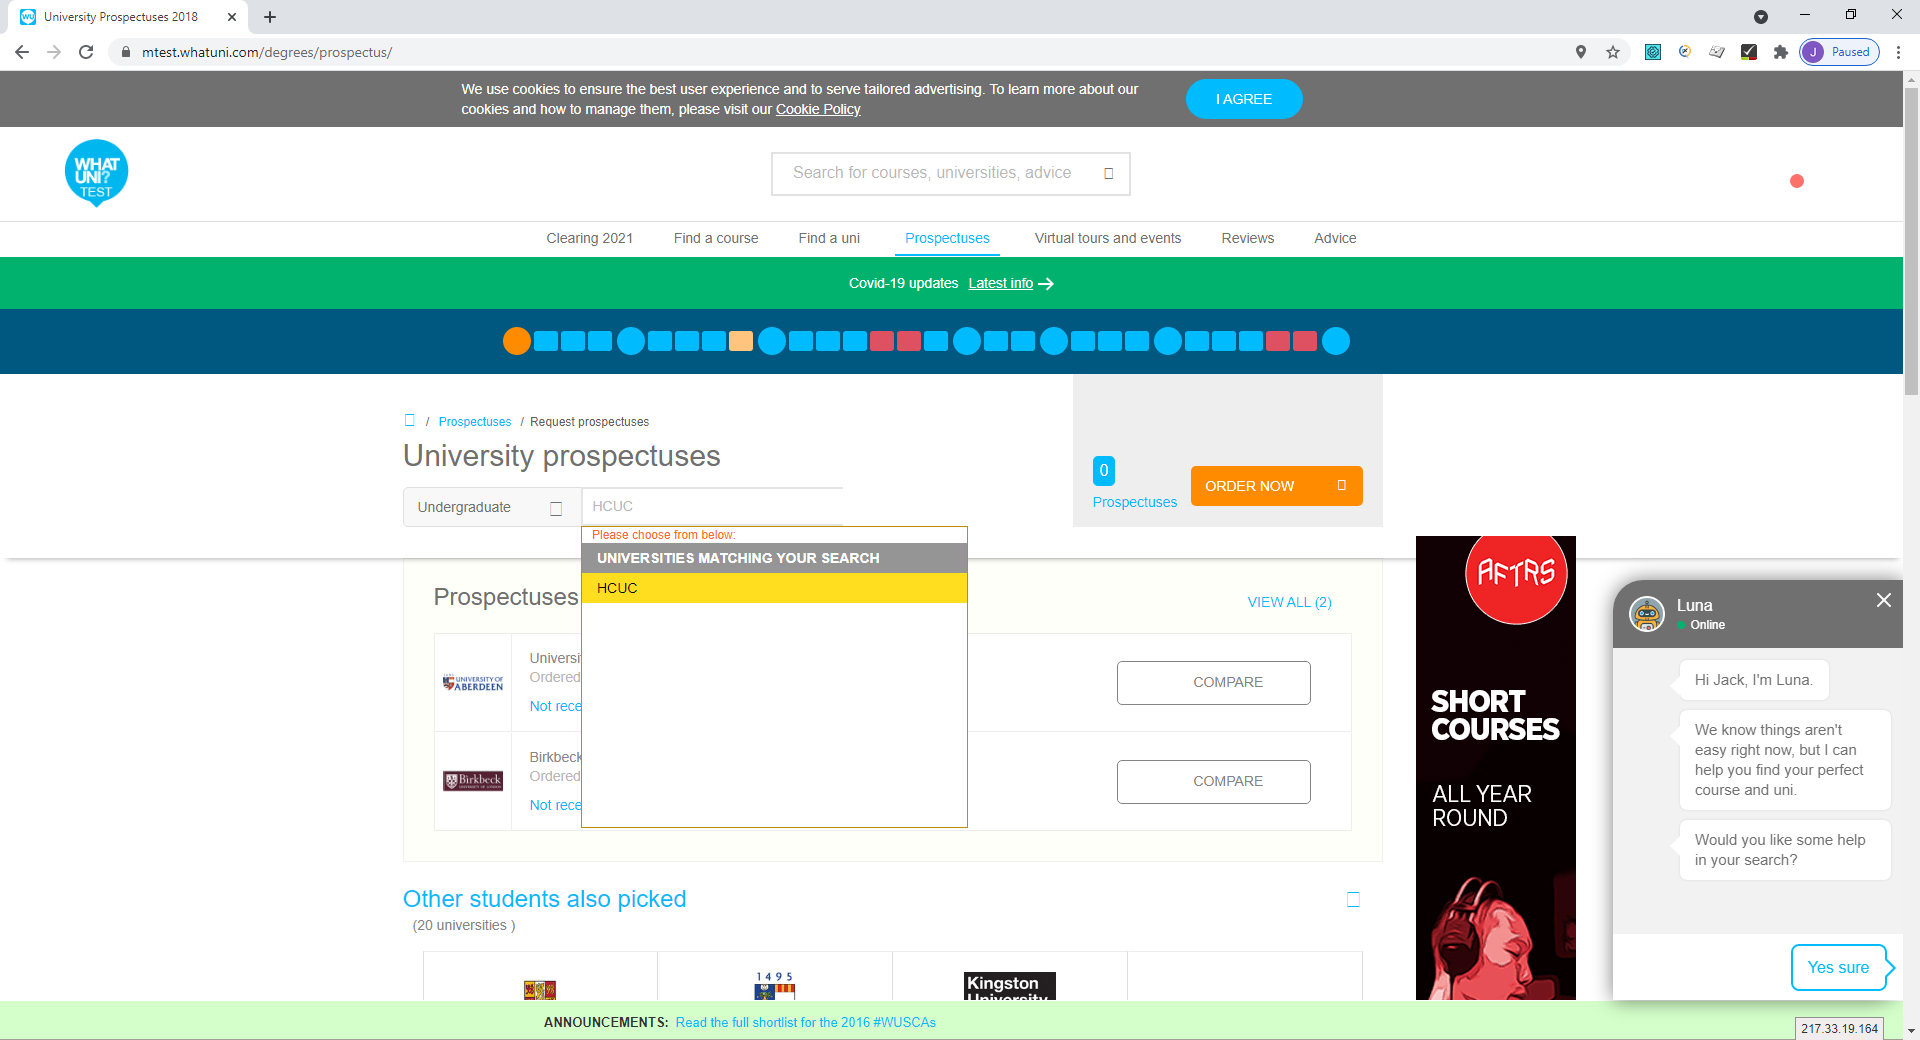 University Prospectuses 2018
mtest.whatuni.com/degrees/prospectus/
J Paused
We use cookies to ensure the best user experience and to serve tailored advertising. To learn more about our
cookies and how to manage them, please visit our Cookie Policy
I AGREE
WHAT
UNI?
TEST
Search for courses, universities, advice
Clearing 2021 Find a course Find a uni Prospectuses Virtual tours and events Reviews Advice
Covid-19 updates Latest info
/ Prospectuses / Request prospectuses
University prospectuses
0
Prospectuses
ORDER NOW
Undergraduate
HCUC
Please choose from below:
UNIVERSITIES MATCHING YOUR SEARCH
HCUC
Prospectuses
VIEW ALL (2)
UNIVERSITY OF
ABERDEEN
Universi
Ordered
Not rece
COMPARE
Birkbeck
UNIVERSITY OF LONDON
Birkbeck
Ordered
Not rece
COMPARE
AFTRS
SHORT
COURSES
ALL YEAR
ROUND
Luna
Online
Hi Jack, I'm Luna.
We know things aren't
easy right now, but I can
help you find your perfect
course and uni.
Would you like some help
in your search?
Yes sure
Other students also picked
(20 universities )
1495
Kingston
University
ANNOUNCEMENTS: Read the full shortlist for the 2016 #WUSCAs
217.33.19.164